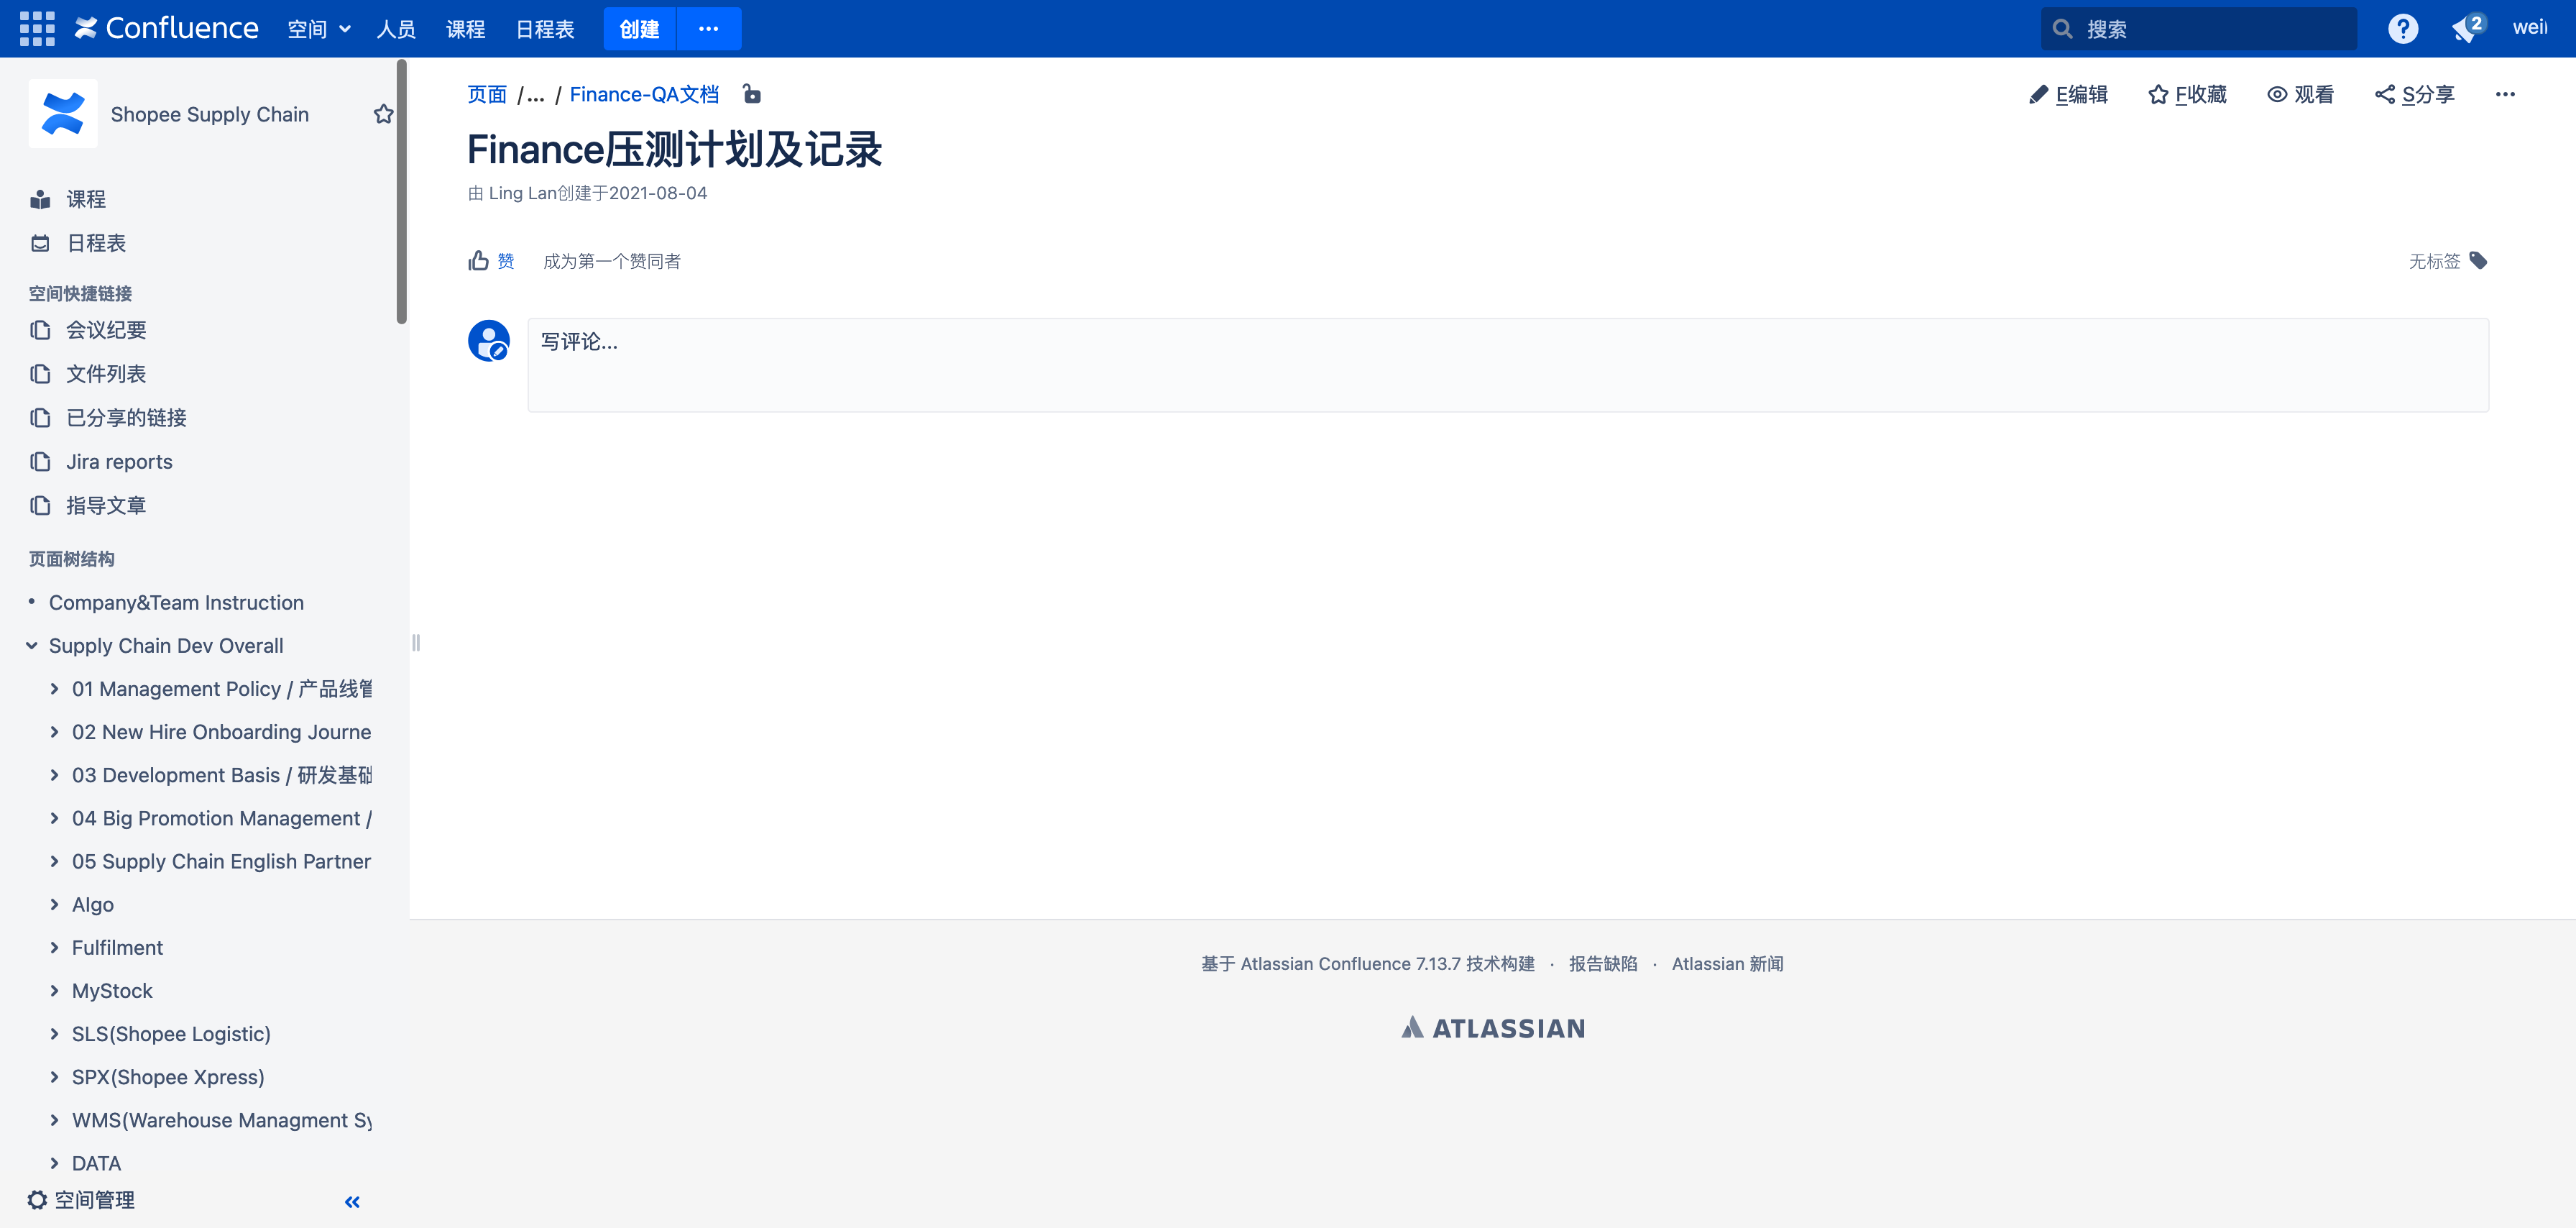 Confluence 空间 人员 课程 日程表 创建 ··· 搜索 ? 2 weil
Shopee Supply Chain
课程
日程表
空间快捷链接
会议纪要
文件列表
已分享的链接
Jira reports
指导文章
页面树结构
• Company&Team Instruction
Supply Chain Dev Overall
01 Management Policy / 产品线管
02 New Hire Onboarding Journe
03 Development Basis / 研发基础
04 Big Promotion Management /
05 Supply Chain English Partner
Algo
Fulfilment
MyStock
SLS(Shopee Logistic)
SPX(Shopee Xpress)
WMS(Warehouse Managment Sy
DATA
空间管理
页面 /... / Finance-QA文档
E编辑 F收藏 观看 S分享 ···
Finance压测计划及记录
由 Ling Lan创建于2021-08-04
赞 成为第一个赞同者 无标签
写评论...
基于 Atlassian Confluence 7.13.7 技术构建 · 报告缺陷 · Atlassian 新闻
ATLASSIAN